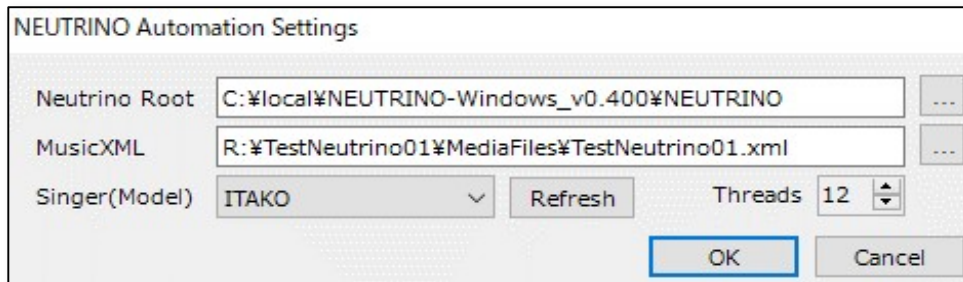 NEUTRINO Automation Settings
Neutrino Root C:¥local¥NEUTRINO-Windows_v0.400¥NEUTRINO ...
MusicXML R:¥TestNeutrino01¥MediaFiles¥TestNeutrino01.xml ...
Singer(Model) ITAKO Refresh Threads 12
OK Cancel